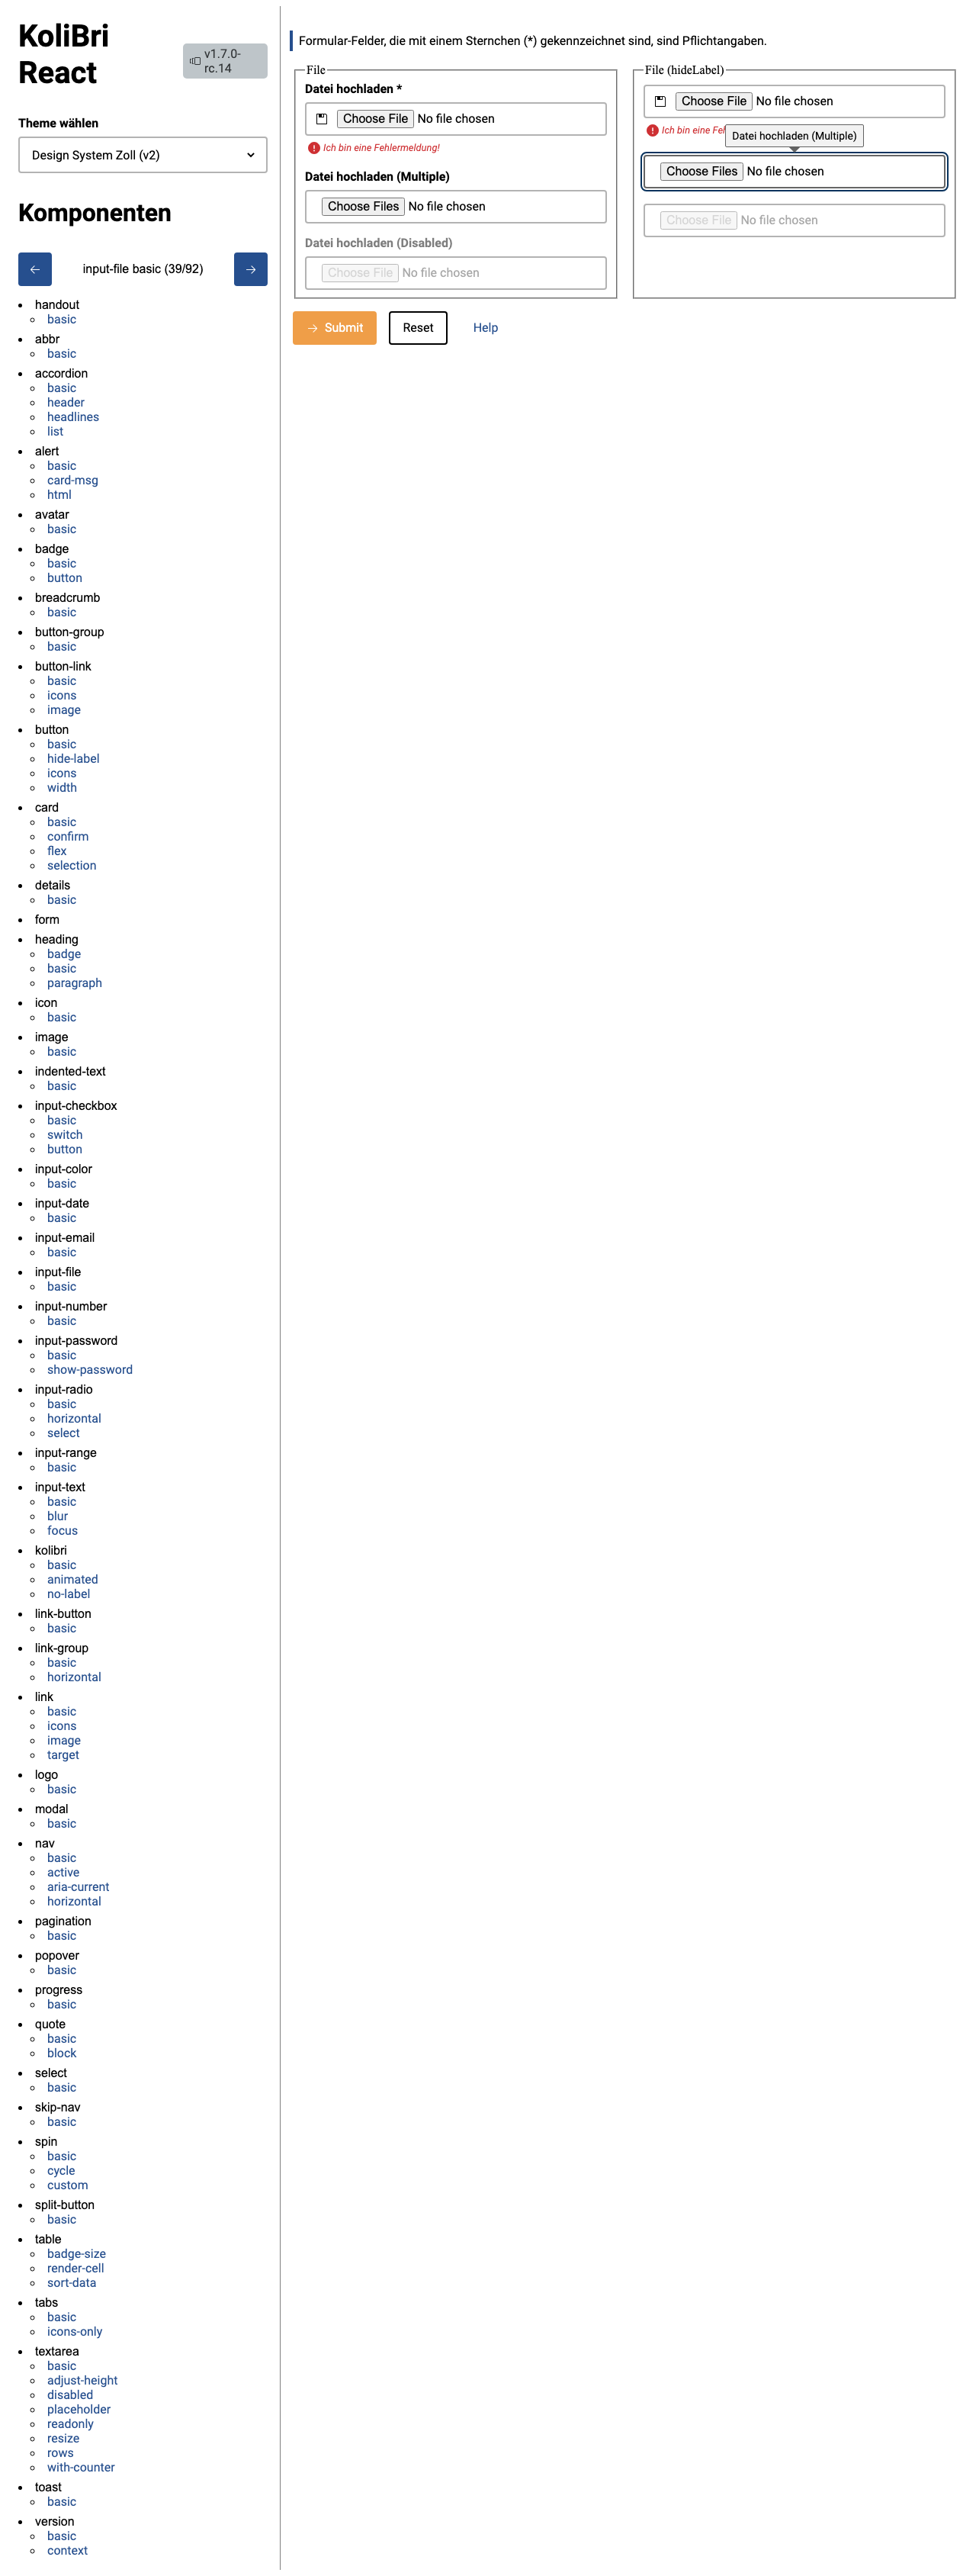 KoliBri
React
v1.7.0-
rc.14
Theme wählen
Design System Zoll (v2)
Komponenten
input-file basic (39/92)
handout
basic
abbr
basic
accordion
basic
header
headlines
list
alert
basic
card-msg
html
avatar
basic
badge
basic
button
breadcrumb
basic
button-group
basic
button-link
basic
icons
image
button
basic
hide-label
icons
width
card
basic
confirm
flex
selection
details
basic
form
heading
badge
basic
paragraph
icon
basic
image
basic
indented-text
basic
input-checkbox
basic
switch
button
input-color
basic
input-date
basic
input-email
basic
input-file
basic
input-number
basic
input-password
basic
show-password
input-radio
basic
horizontal
select
input-range
basic
input-text
basic
blur
focus
kolibri
basic
animated
no-label
link-button
basic
link-group
basic
horizontal
link
basic
icons
image
target
logo
basic
modal
basic
nav
basic
active
aria-current
horizontal
pagination
basic
popover
basic
progress
basic
quote
basic
block
select
basic
skip-nav
basic
spin
basic
cycle
custom
split-button
basic
table
badge-size
render-cell
sort-data
tabs
basic
icons-only
textarea
basic
adjust-height
disabled
placeholder
readonly
resize
rows
with-counter
toast
basic
version
basic
context
Formular-Felder, die mit einem Sternchen (*) gekennzeichnet sind, sind Pflichtangaben.
File
Datei hochladen *
Choose File No file chosen
Ich bin eine Fehlermeldung!
Datei hochladen (Multiple)
Choose Files No file chosen
Datei hochladen (Disabled)
Choose File No file chosen
File (hideLabel)
Choose File No file chosen
Ich bin eine
Datei hochladen (Multiple)
Choose Files No file chosen
Choose File No file chosen
Submit
Reset
Help